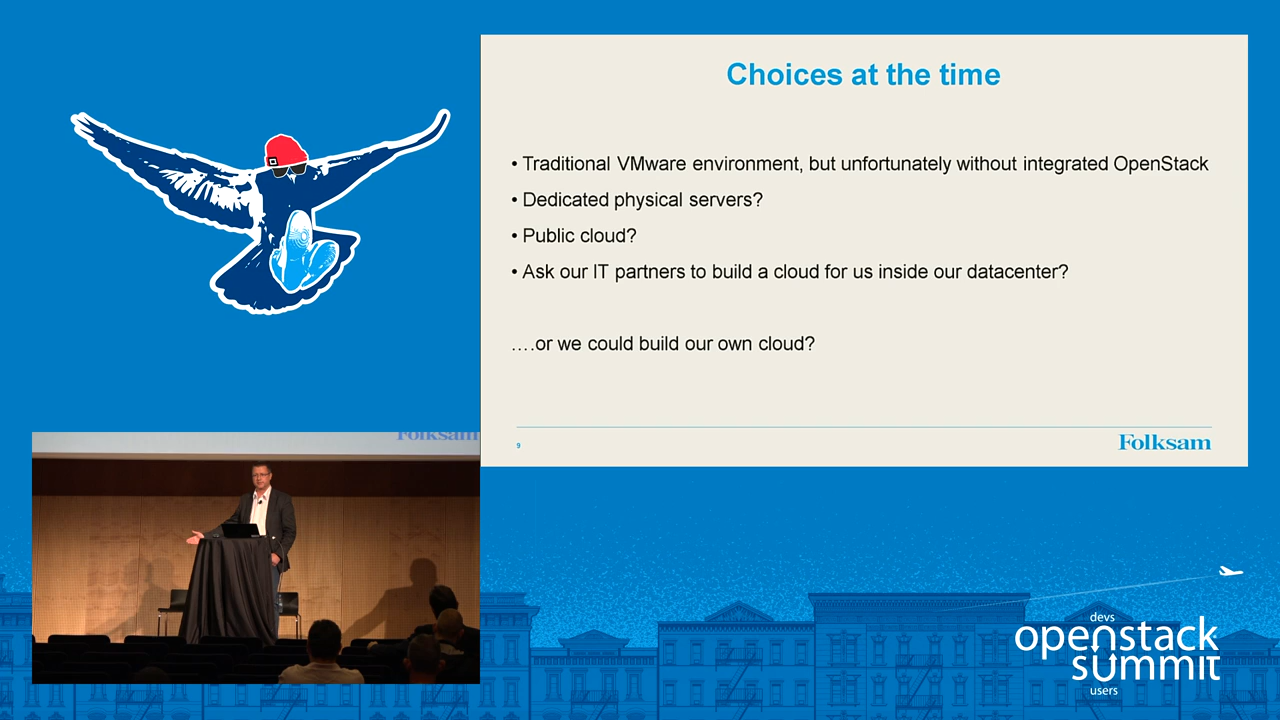 Choices at the time
• Traditional VMware environment, but unfortunately without integrated OpenStack
• Dedicated physical servers?
• Public cloud?
• Ask our IT partners to build a cloud for us inside our datacenter?
….or we could build our own cloud?
9
Folksam
Folksam
devs
openstack
summit
users